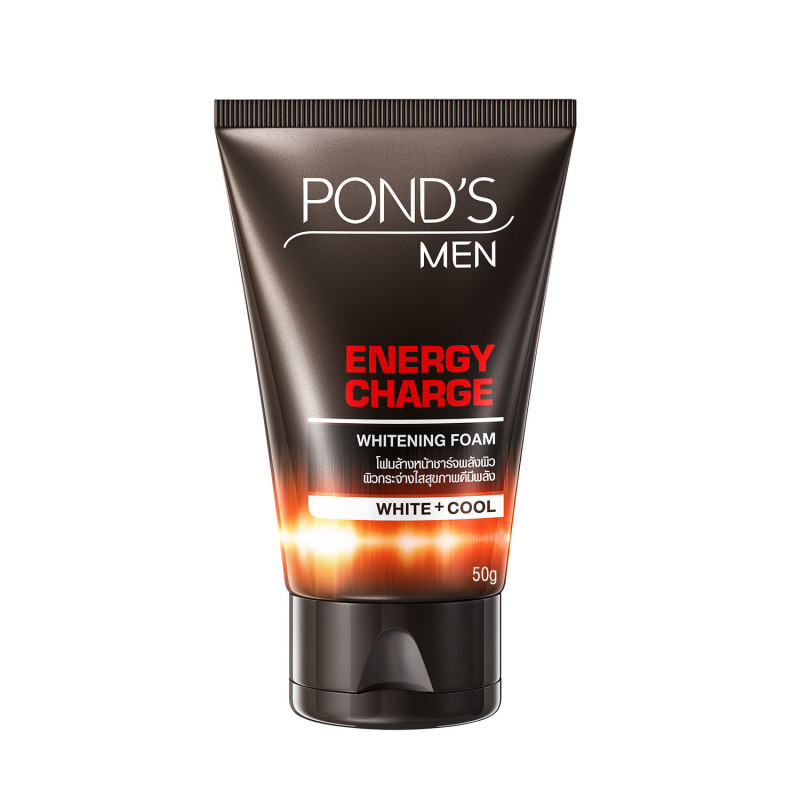 POND'S
MEN
ENERGY
CHARGE
WHITENING FOAM
โฟมล้างหน้าชาร์จพลังผิว
ผิวกระจ่างใสสุขภาพดีมีพลัง
WHITE + COOL
50g